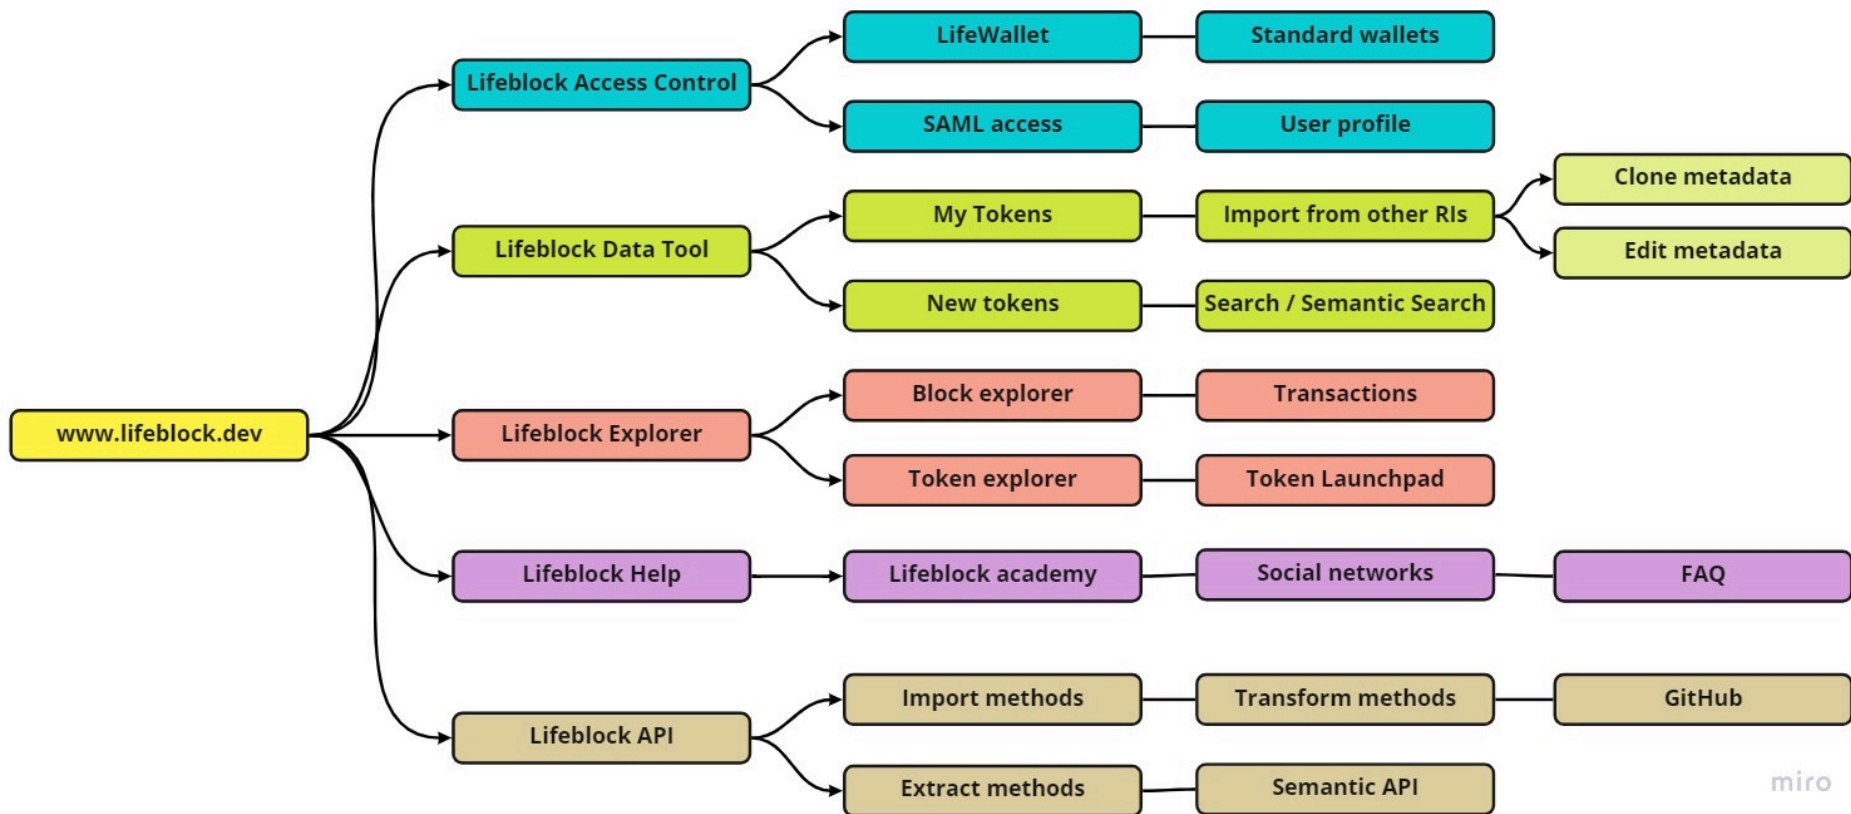 LifeWallet
Standard wallets
Lifeblock Access Control
SAML access
User profile
Clone metadata
My Tokens
Import from other RIs
Lifeblock Data Tool
Edit metadata
New tokens
Search / Semantic Search
Block explorer
Transactions
www.lifeblock.dev
Lifeblock Explorer
Token explorer
Token Launchpad
Lifeblock Help
Lifeblock academy
Social networks
FAQ
Import methods
Transform methods
GitHub
Lifeblock API
Extract methods
Semantic API
miro